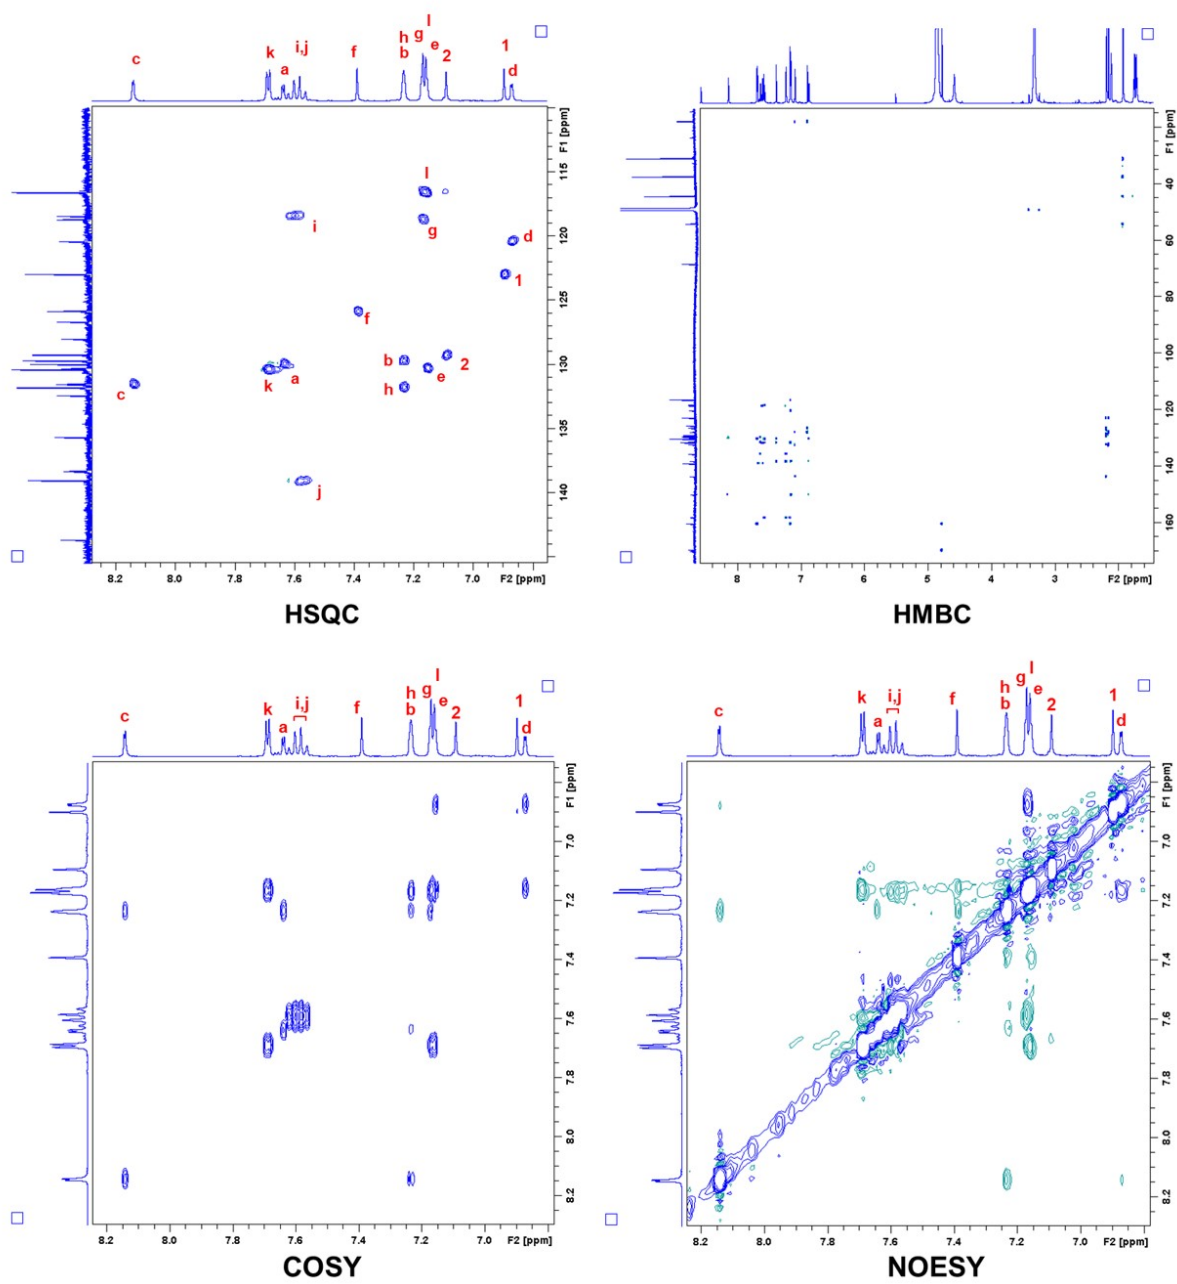 l
h g
k i,j f b e 2 1
c a d
F1 [ppm]
115
120
125
130
135
140
l
i
g
d
1
f
b
2
k a e
c h
j
8.2 8.0 7.8 7.6 7.4 7.2 7.0 F2 [ppm]
HSQC
F1 [ppm]
40
60
80
100
120
140
160
8 7 6 5 4 3 F2 [ppm]
HMBC
l
h g
k i,j f b e 2 1
c a d
F1 [ppm]
7.0
7.2
7.4
7.6
7.8
8.0
8.2
8.2 8.0 7.8 7.6 7.4 7.2 7.0 F2 [ppm]
COSY
l
h g
k i,j f b e 2 1
c a d
F1 [ppm]
7.0
7.2
7.4
7.6
7.8
8.0
8.2
8.2 8.0 7.8 7.6 7.4 7.2 7.0 F2 [ppm]
NOESY